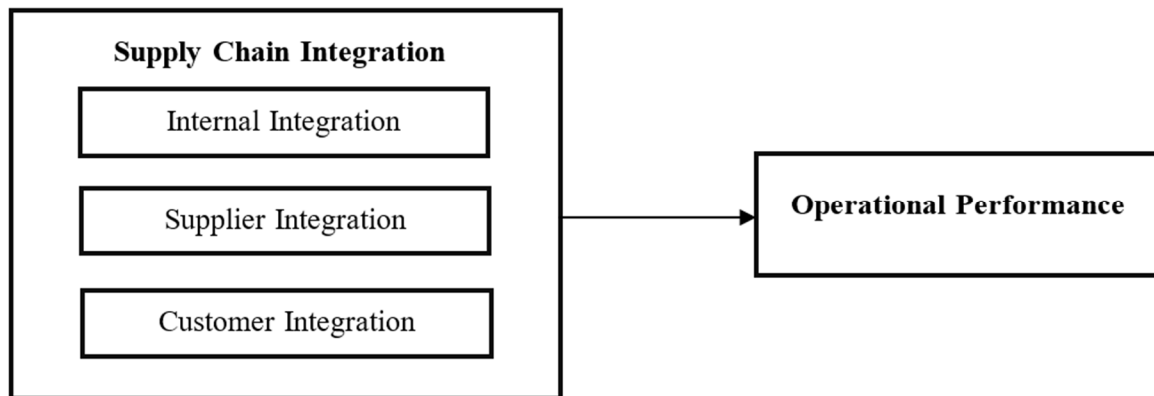 Supply Chain Integration
Internal Integration
Supplier Integration
Customer Integration
Operational Performance